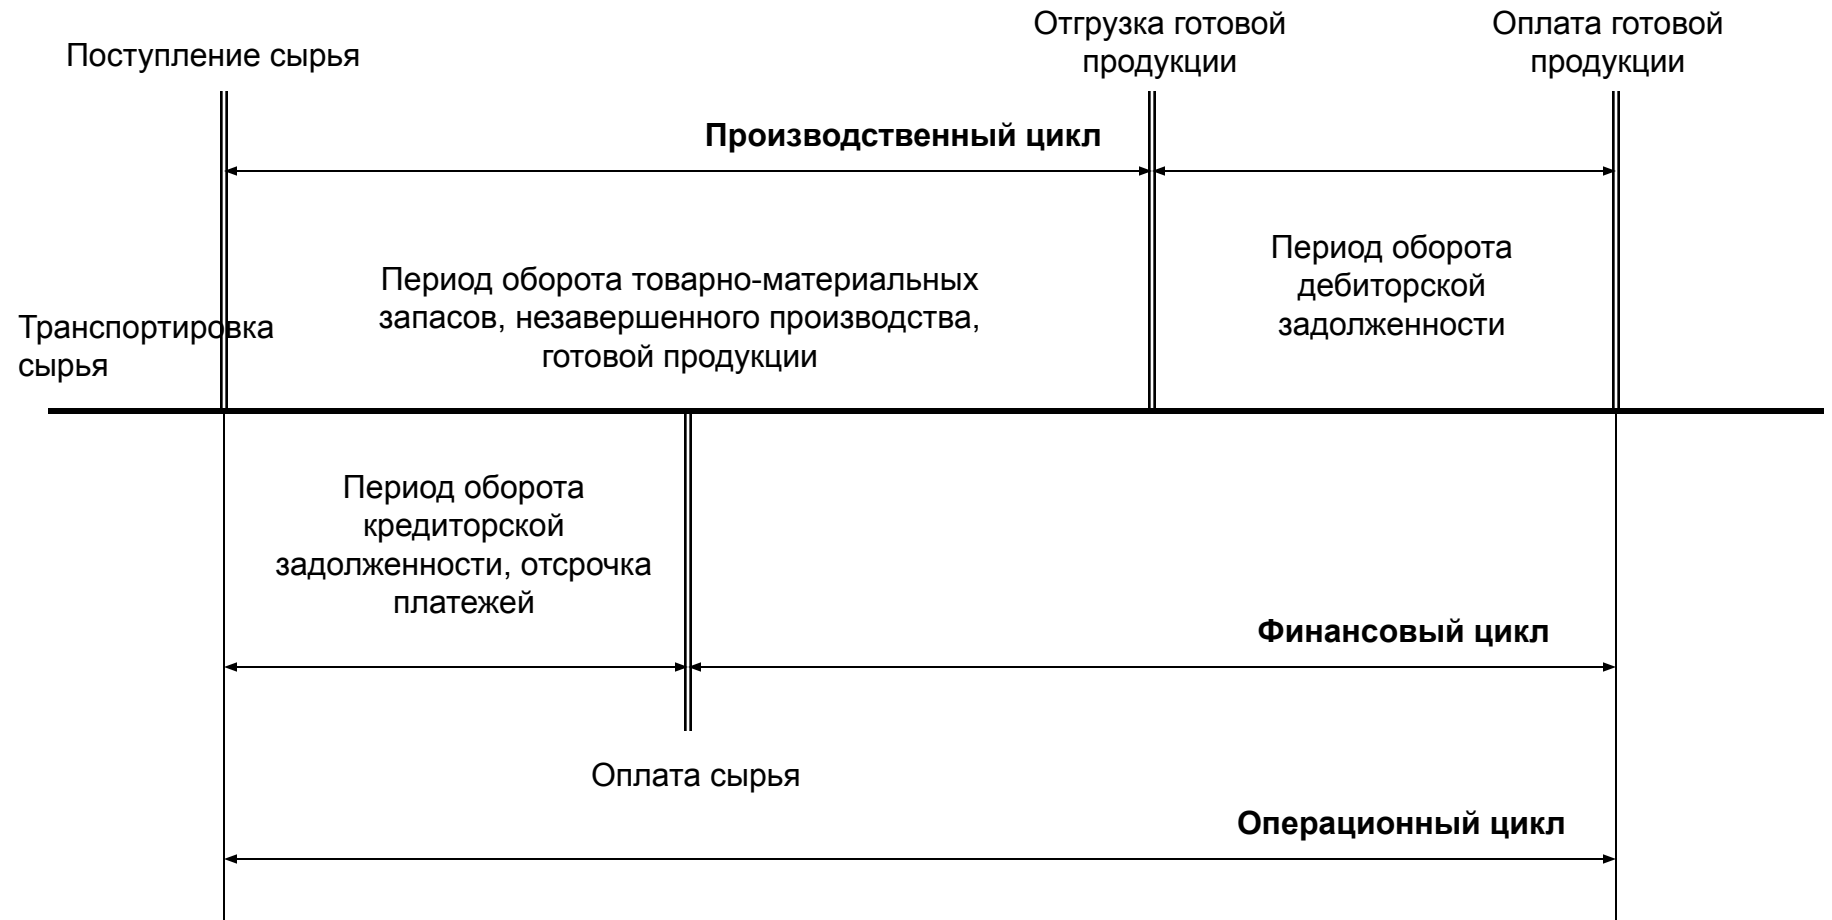 Поступление сырья
Отгрузка готовой
продукции
Оплата готовой
продукции
Производственный цикл
Транспортировка
сырья
Период оборота товарно-материальных
запасов, незавершенного производства,
готовой продукции
Период оборота
дебиторской
задолженности
Период оборота
кредиторской
задолженности, отсрочка
платежей
Финансовый цикл
Оплата сырья
Операционный цикл